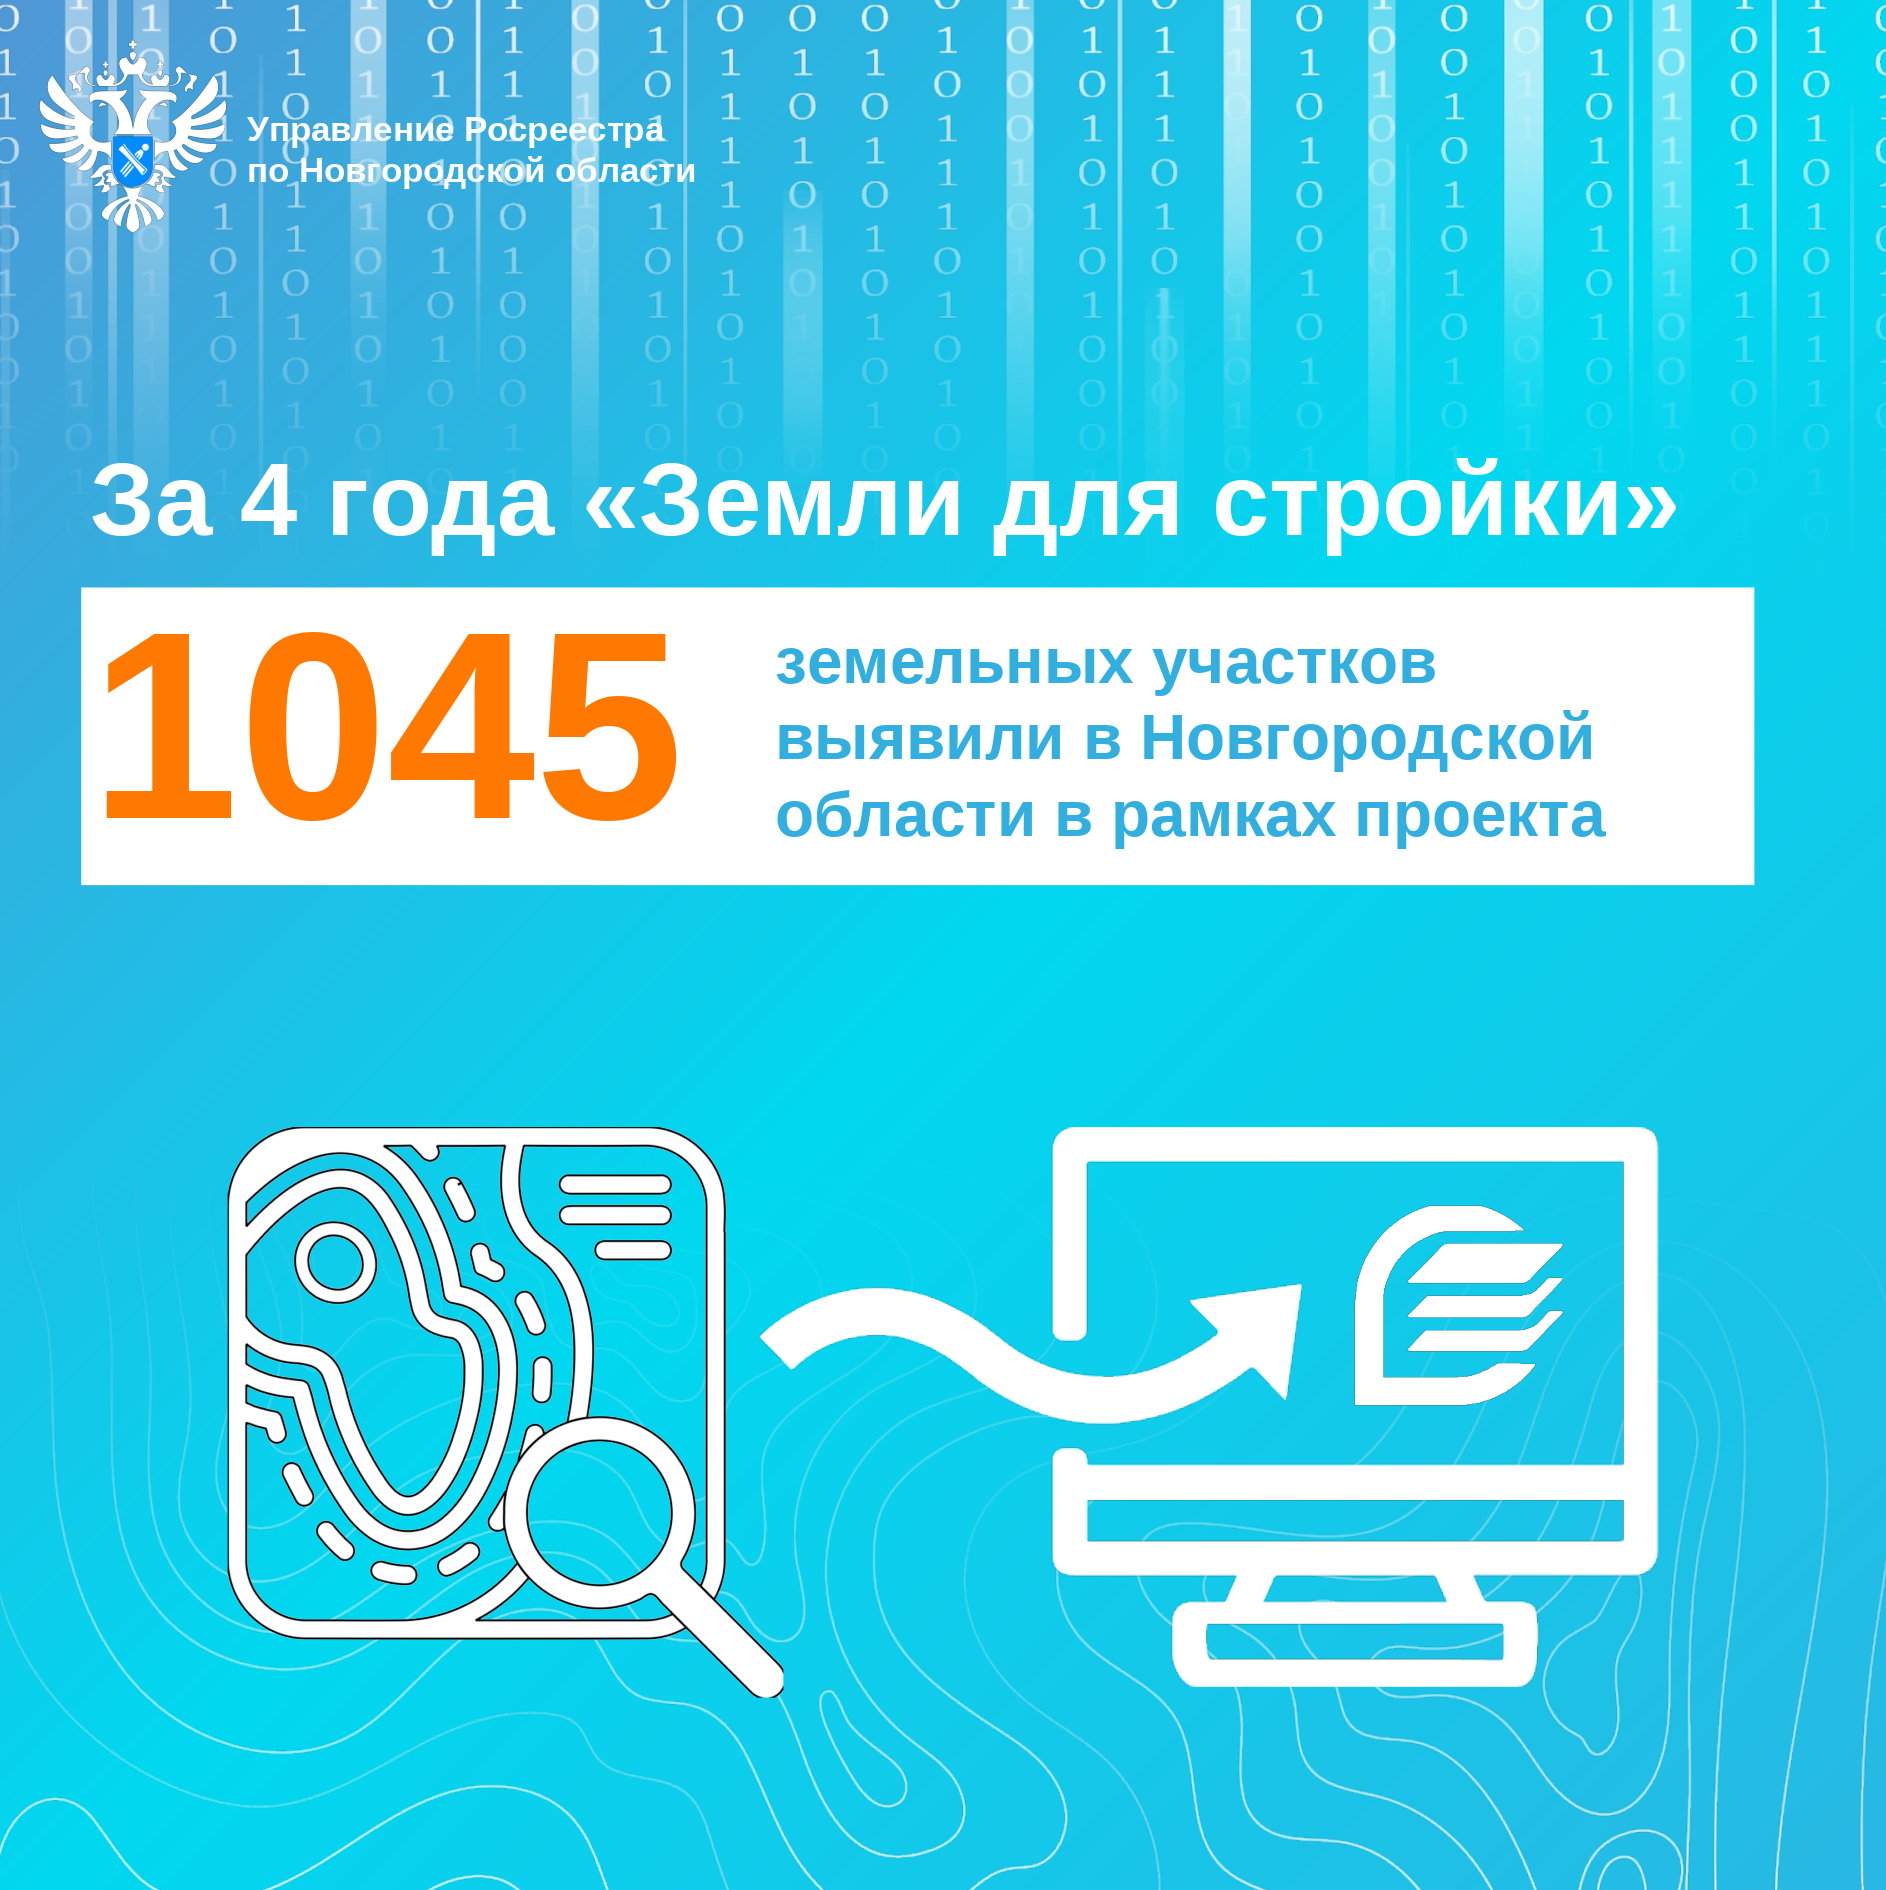 Управление Росреестра
по Новгородской области
За 4 года «Земли для стройки»
1045
земельных участков
выявили в Новгородской
области в рамках проекта